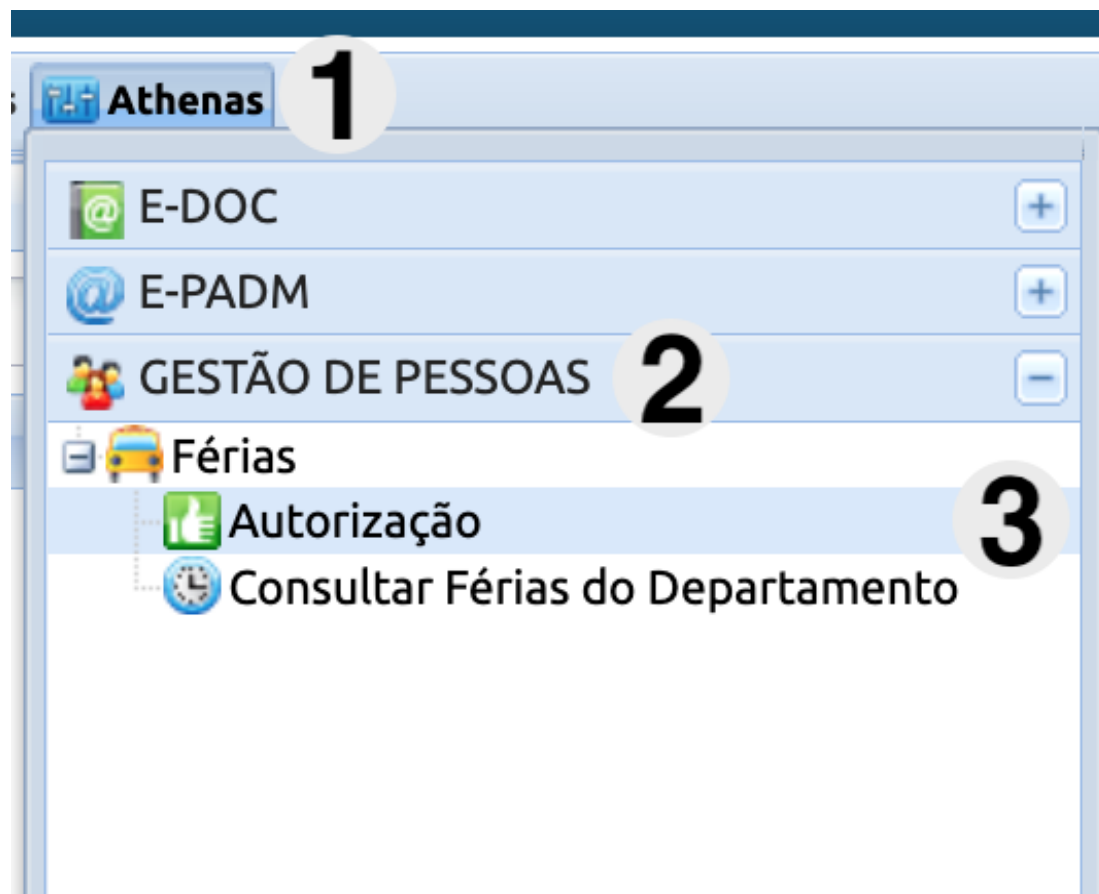 s Athenas 1
E-DOC
E-PADM
GESTÃO DE PESSOAS 2
Férias
Autorização 3
Consultar Férias do Departamento